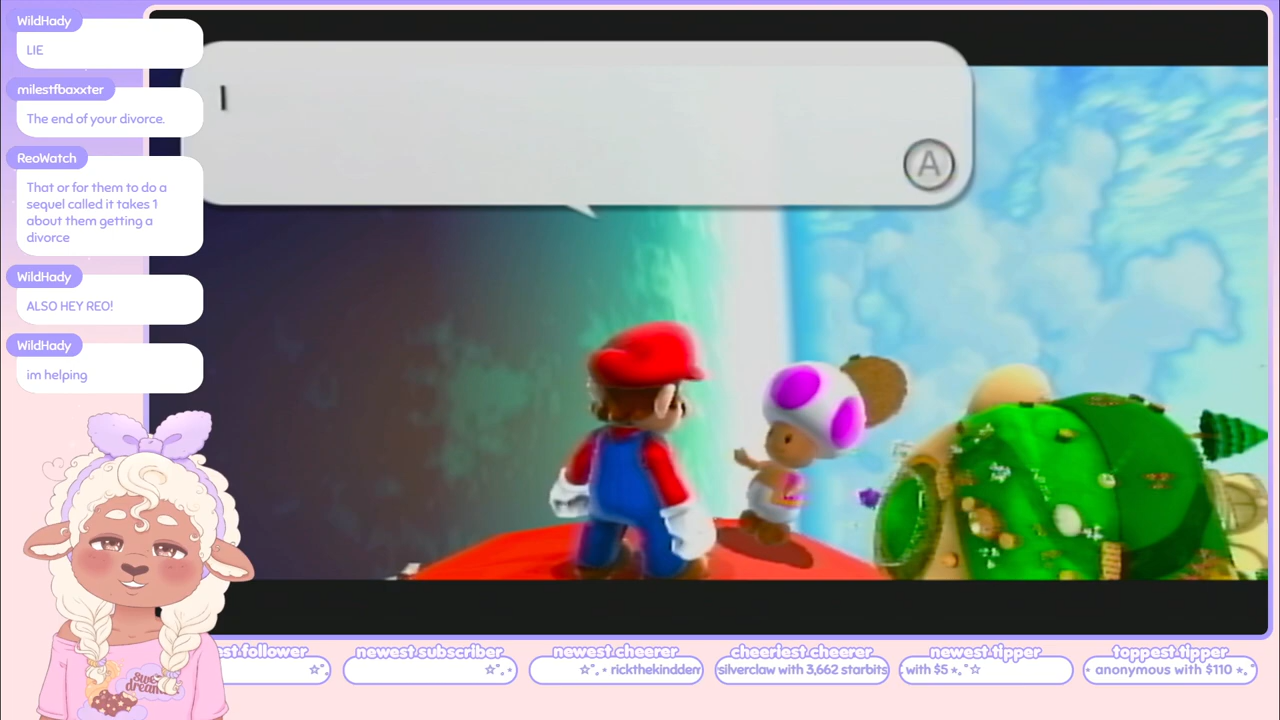 WildHady
LIE
milestfbaxxter
The end of your divorce.
ReoWatch
That or for them to do a
sequel called it takes 1
about them getting a
divorce
WildHady
ALSO HEY REO!
WildHady
im helping
I
A
est follower
newest subscriber
newest cheerer
rickthekindden
cheeriest cheerer
silverclaw with 3,662 starbits
newest tipper
with $5
toppest tipper
anonymous with $110